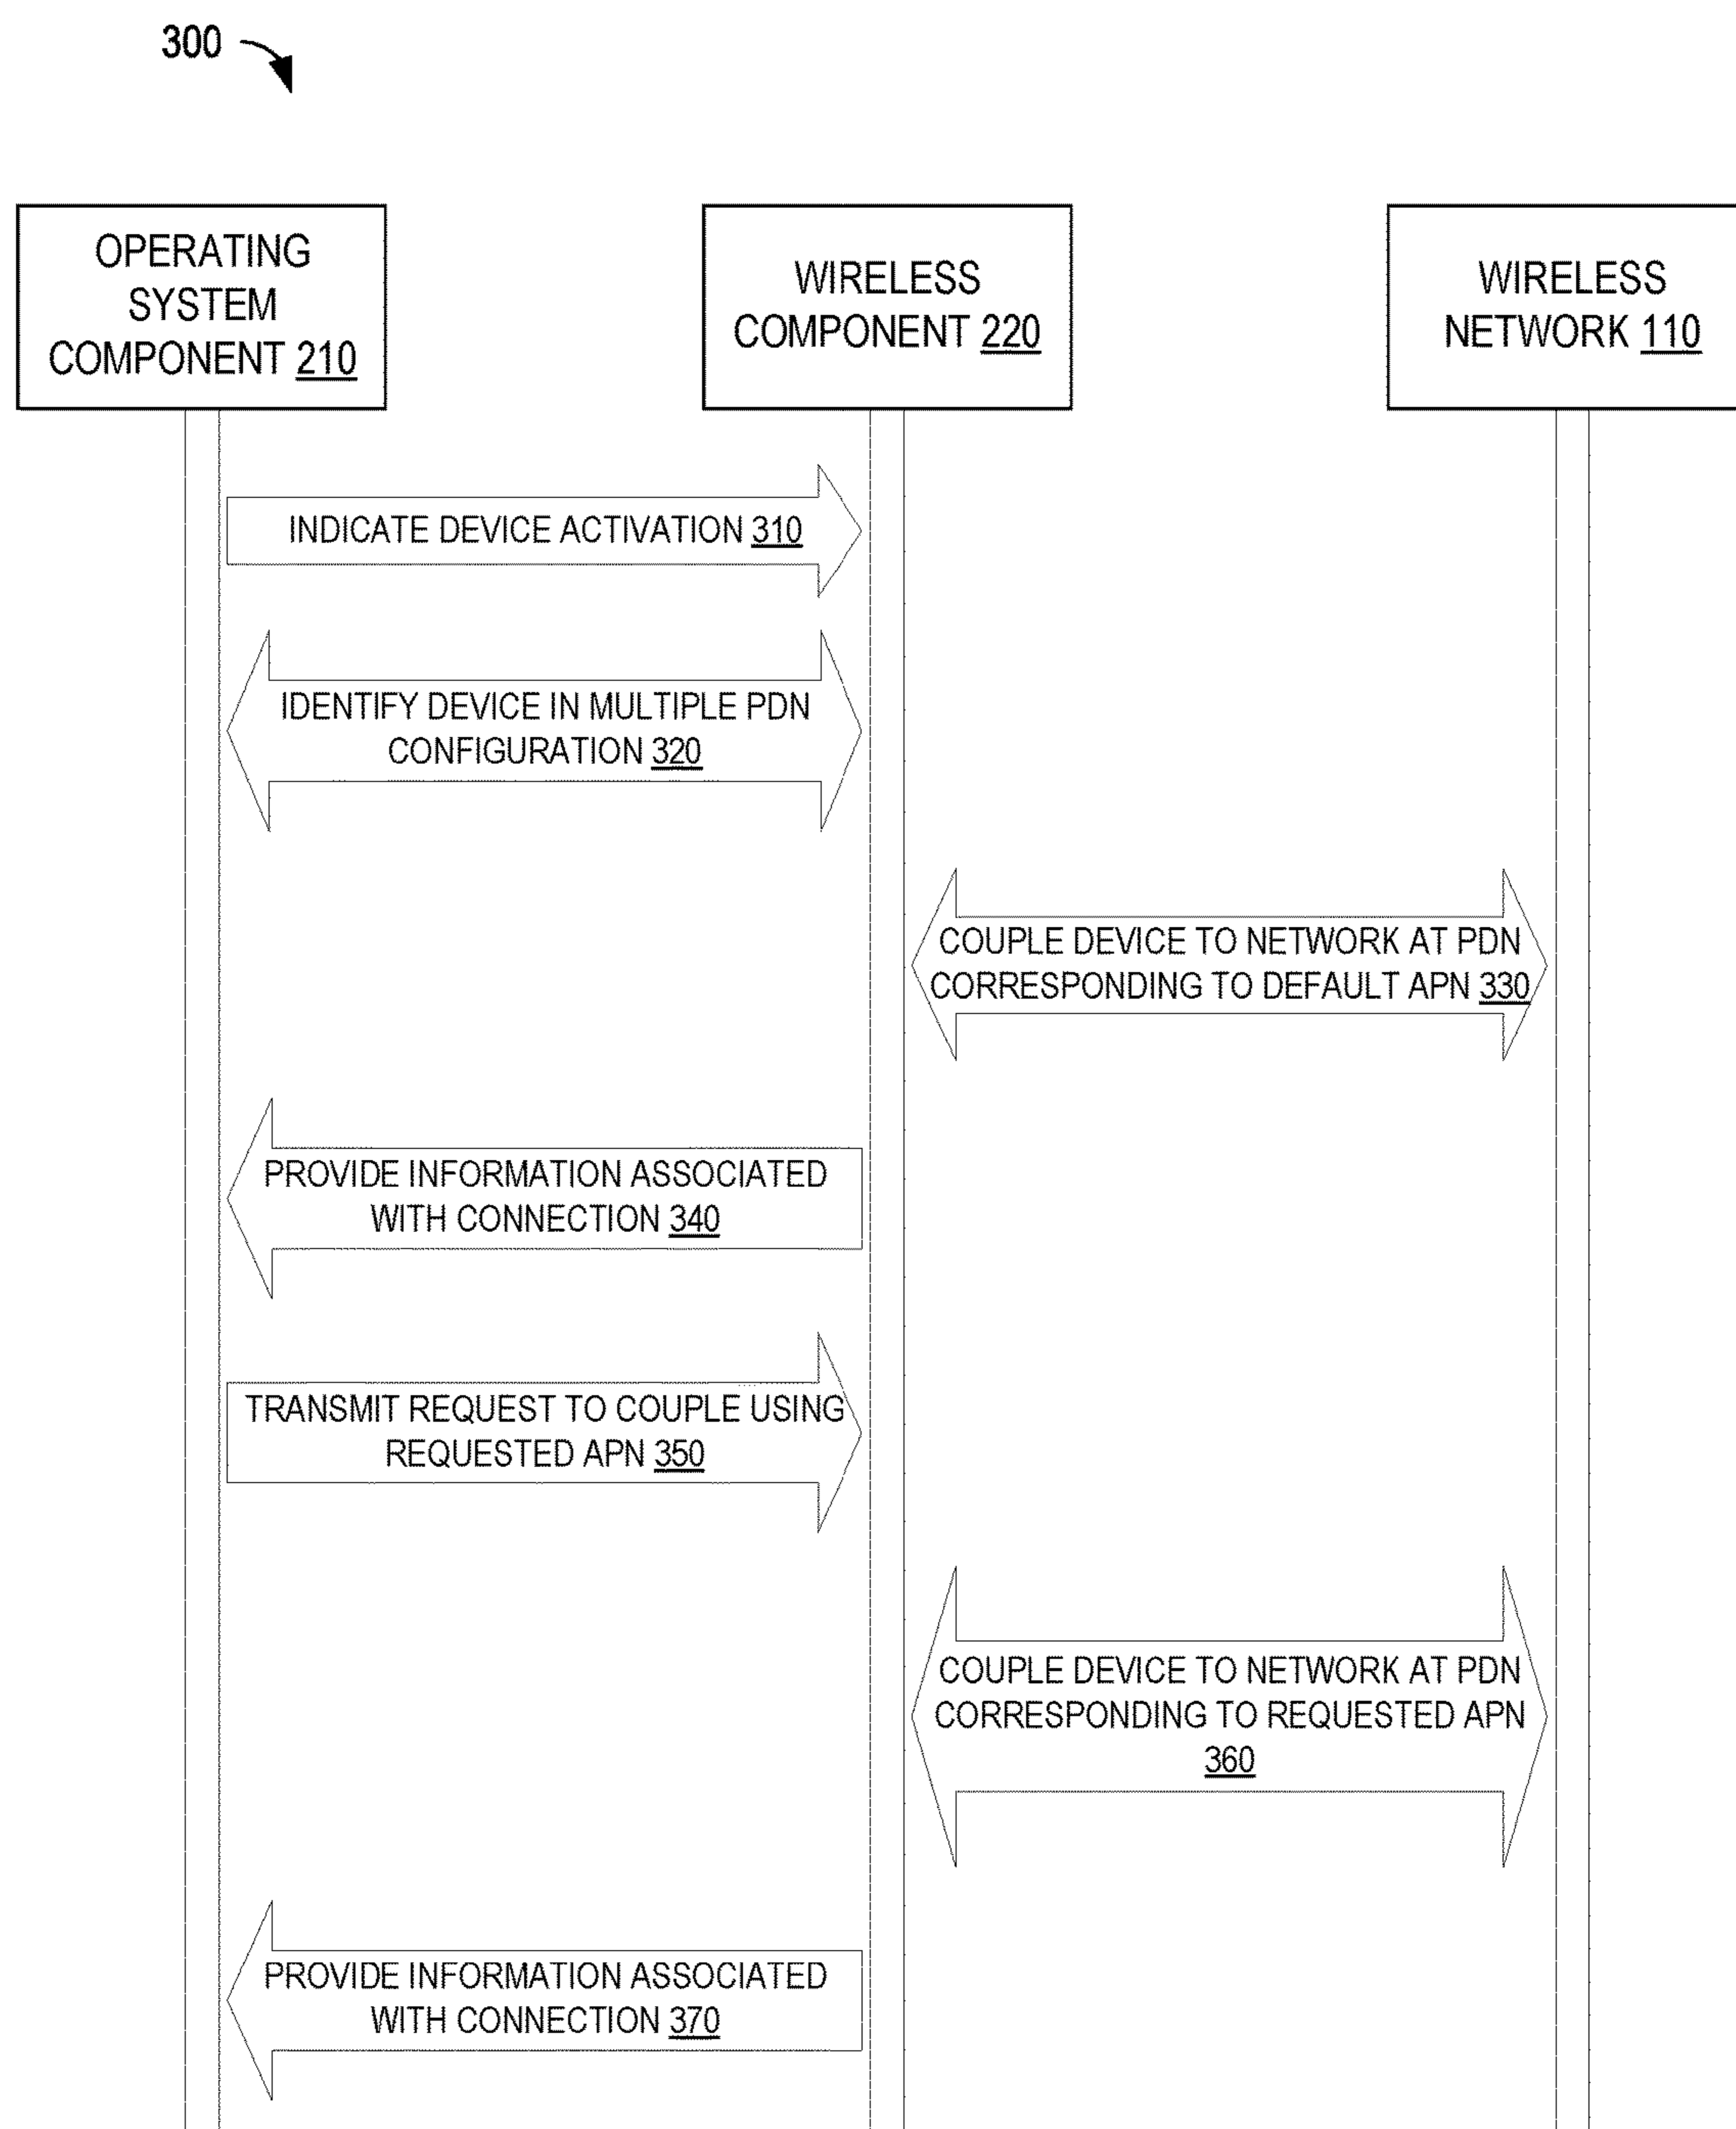 300
OPERATING
SYSTEM
COMPONENT 210
WIRELESS
COMPONENT 220
WIRELESS
NETWORK 110
INDICATE DEVICE ACTIVATION 310
IDENTIFY DEVICE IN MULTIPLE PDN
CONFIGURATION 320
COUPLE DEVICE TO NETWORK AT PDN
CORRESPONDING TO DEFAULT APN 330
PROVIDE INFORMATION ASSOCIATED
WITH CONNECTION 340
TRANSMIT REQUEST TO COUPLE USING
REQUESTED APN 350
COUPLE DEVICE TO NETWORK AT PDN
CORRESPONDING TO REQUESTED APN
360
PROVIDE INFORMATION ASSOCIATED
WITH CONNECTION 370